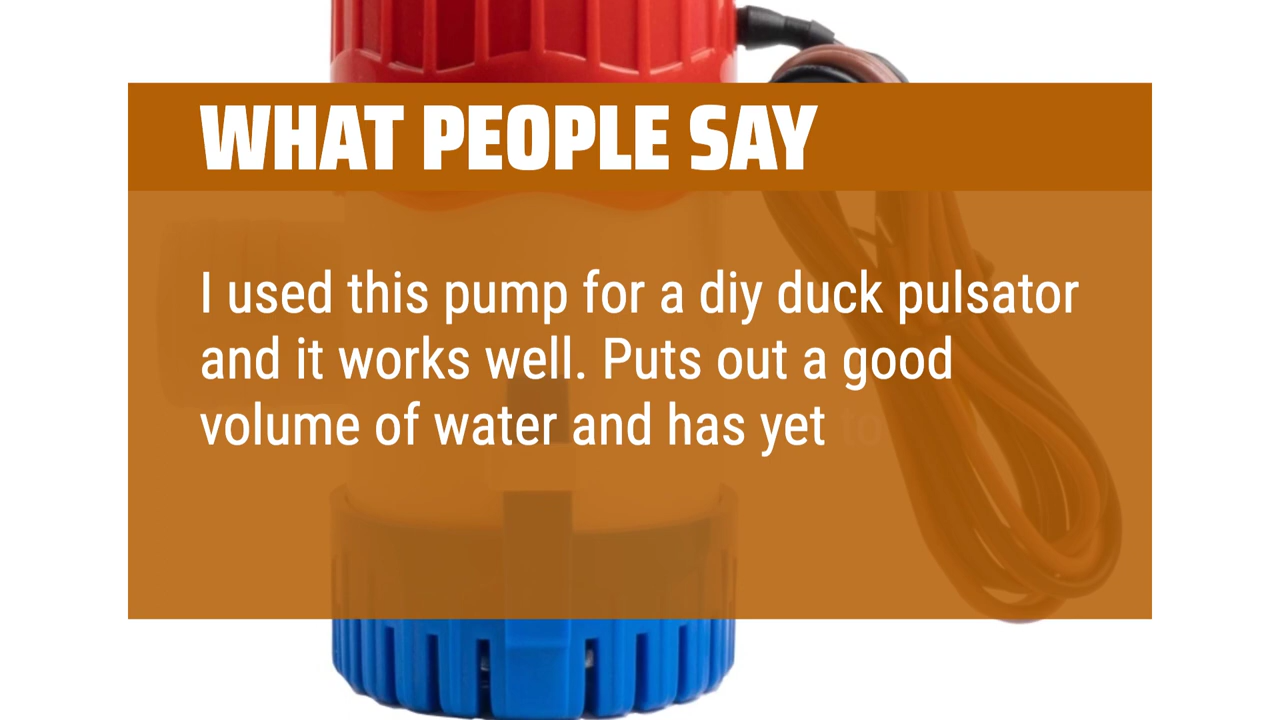 WHAT PEOPLE SAY
I used this pump for a diy duck pulsator
and it works well. Puts out a good
volume of water and has yet to